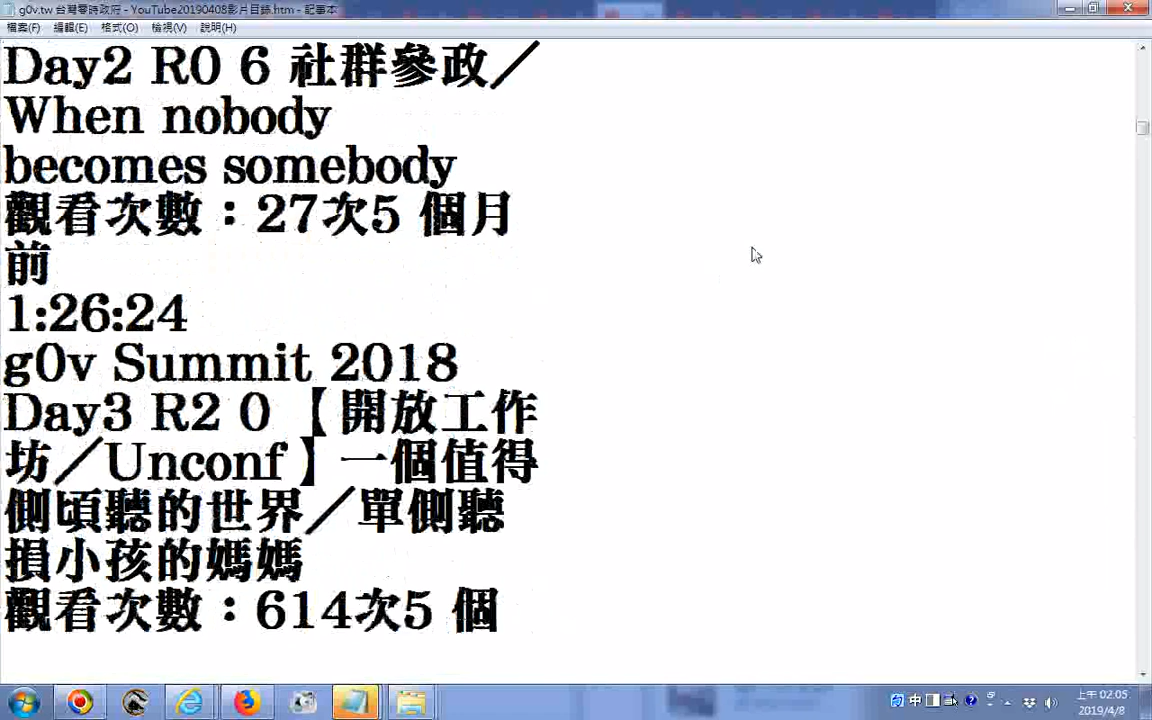 g0v.tw 台灣零時政府 - YouTube20190408影片目錄.htm - 記事本
檔案(F) 編輯(E) 格式(O) 檢視(V) 說明(H)
Day2 R0 6 社群參政／
When nobody
becomes somebody
觀看次數：27次5 個月
前
1:26:24
g0v Summit 2018
Day3 R2 0 【開放工作
坊／Unconf】一個值得
側頃聽的世界／單側聽
損小孩的媽媽
觀看次數：614次5 個
中
上午 02:05
2019/4/8